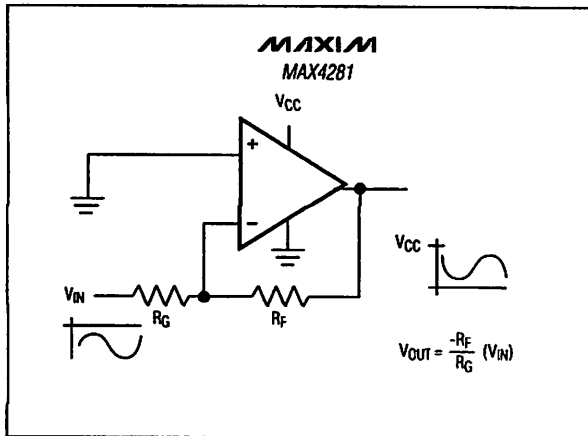 MAXIM
MAX4281
VCC
+
−
VCC
VIN
RG
RF
VOUT = -RF/RG (VIN)